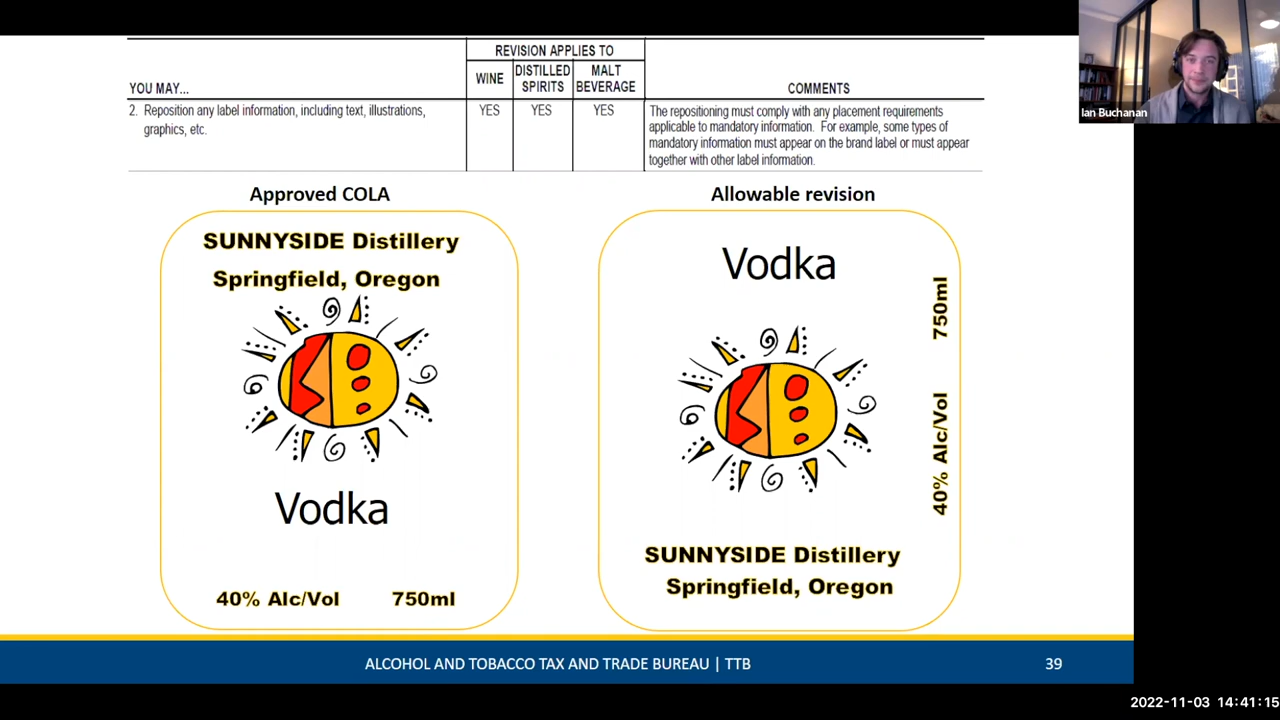 REVISION APPLIES TO
YOU MAY...
WINE
DISTILLED
SPIRITS
MALT
BEVERAGE
COMMENTS
2. Reposition any label information, including text, illustrations,
graphics, etc.
YES
YES
YES
The repositioning must comply with any placement requirements
applicable to mandatory information. For example, some types of
mandatory information must appear on the brand label or must appear
together with other label information.
Ian Buchanan
Approved COLA
SUNNYSIDE Distillery
Springfield, Oregon
Vodka
40% Alc/Vol
750ml
Allowable revision
Vodka
750ml
40% Alc/Vol
SUNNYSIDE Distillery
Springfield, Oregon
ALCOHOL AND TOBACCO TAX AND TRADE BUREAU | TTB
39
2022-11-03 14:41:15